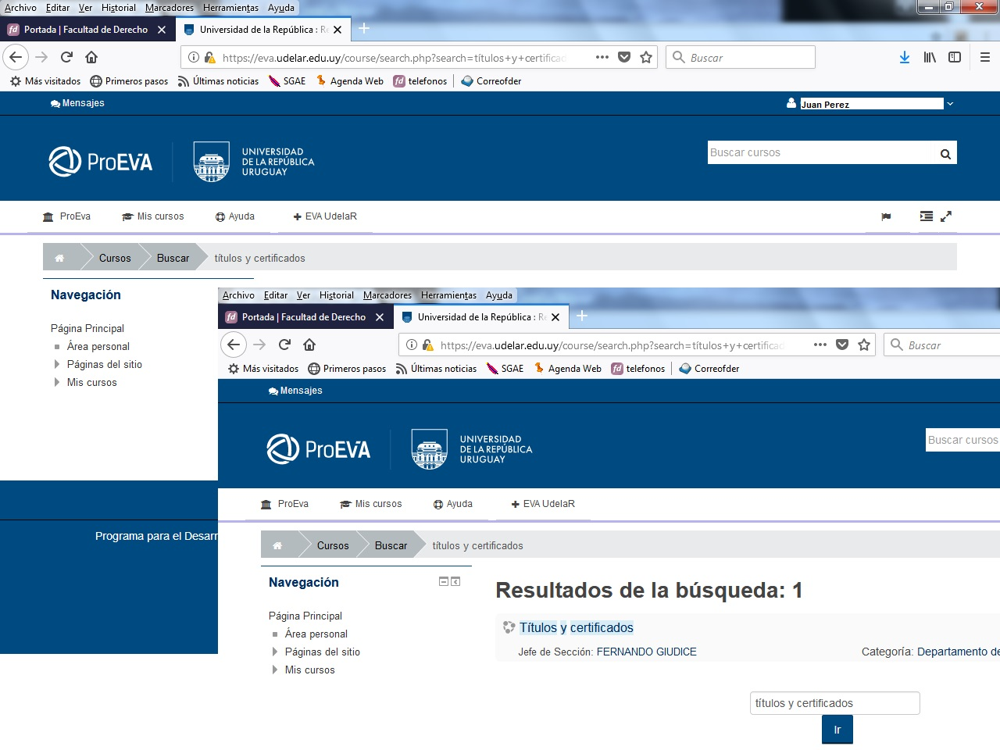 Archivo Editar Ver Historial Marcadores Herramientas Ayuda
fd Portada | Facultad de Derecho Universidad de la República : Re
https://eva.udelar.edu.uy/course/search.php?search=títulos+y+certificad Buscar
Más visitados Primeros pasos Últimas noticias SGAE Agenda Web fd telefonos Correofder
Mensajes Juan Perez
ProEVA UNIVERSIDAD
DE LA REPÚBLICA
URUGUAY
Buscar cursos
ProEva Mis cursos Ayuda EVA UdelaR
Cursos Buscar títulos y certificados
Navegación
Página Principal
Área personal
Páginas del sitio
Mis cursos
Programa para el Desarr
Archivo Editar Ver Historial Marcadores Herramientas Ayuda
fd Portada | Facultad de Derecho Universidad de la República : Re
https://eva.udelar.edu.uy/course/search.php?search=títulos+y+certificad Buscar
Más visitados Primeros pasos Últimas noticias SGAE Agenda Web fd telefonos Correofder
Mensajes
ProEVA UNIVERSIDAD
DE LA REPÚBLICA
URUGUAY
Buscar cursos
ProEva Mis cursos Ayuda EVA UdelaR
Cursos Buscar títulos y certificados
Navegación
Página Principal
Área personal
Páginas del sitio
Mis cursos
Resultados de la búsqueda: 1
Títulos y certificados
Jefe de Sección: FERNANDO GIUDICE Categoría: Departamento de
títulos y certificados
Ir